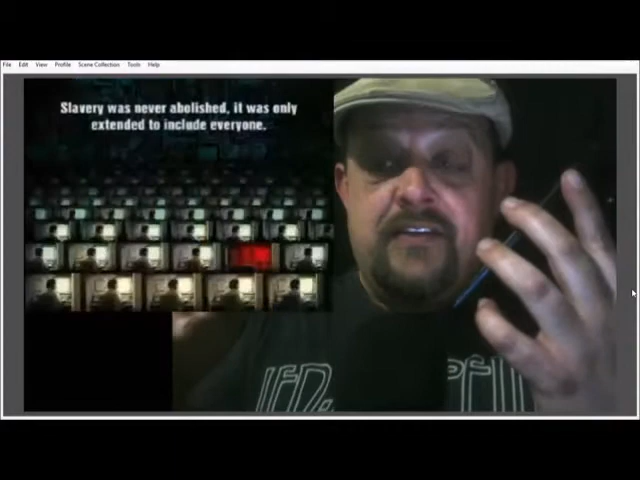 File Edit View Profile Scene Collection Tools Help
Slavery was never abolished, it was only
extended to include everyone.